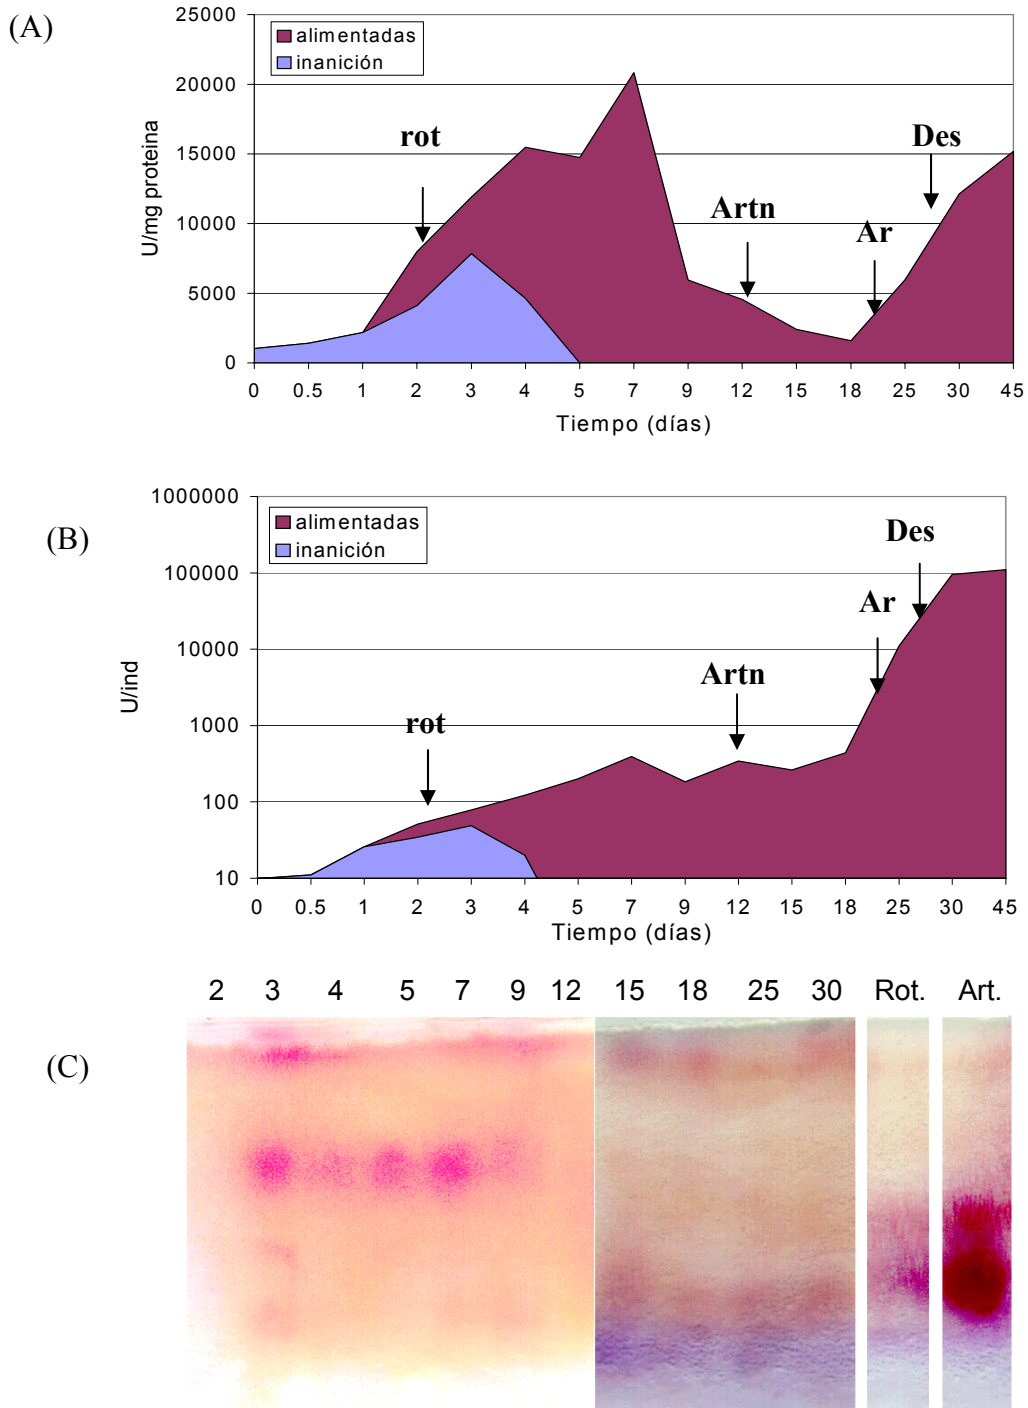 (A)
25000
20000
15000
10000
5000
0
U/mg proteina
alimentadas
inanición
rot
Artn
Ar
Des
0 0.5 1 2 3 4 5 7 9 12 15 18 25 30 45
Tiempo (días)
(B)
1000000
100000
10000
1000
100
10
U/ind
alimentadas
inanición
rot
Artn
Ar
Des
0 0.5 1 2 3 4 5 7 9 12 15 18 25 30 45
Tiempo (días)
2 3 4 5 7 9 12 15 18 25 30 Rot. Art.
(C)